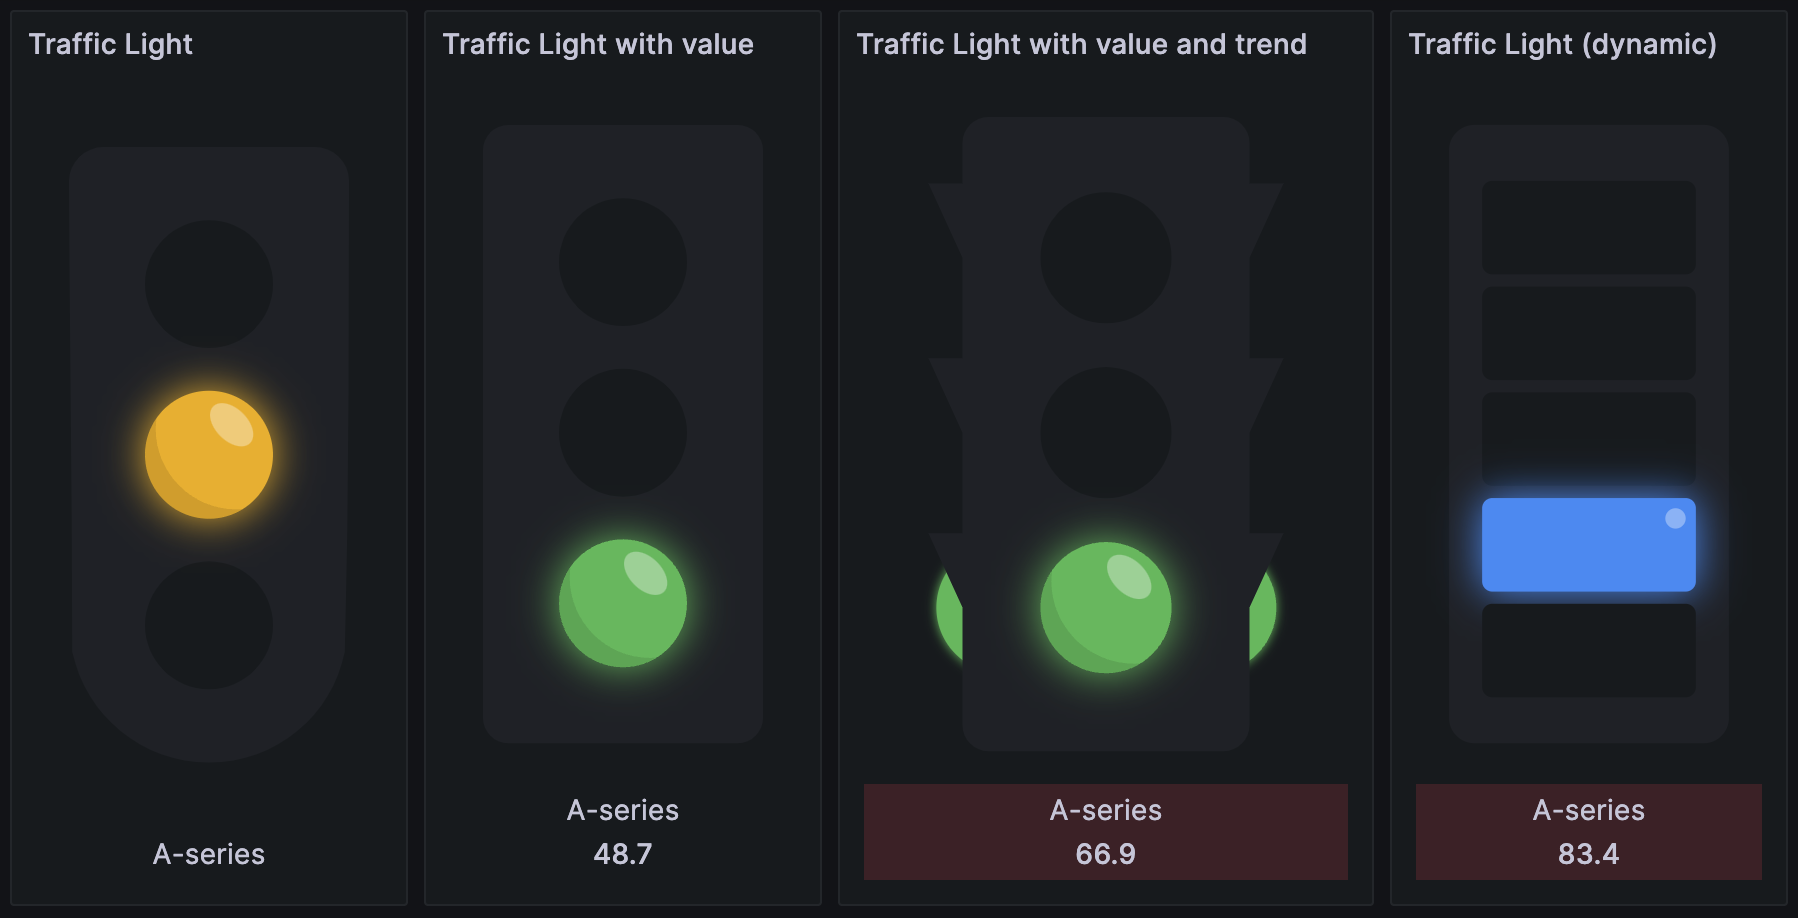 Traffic Light
A-series
Traffic Light with value
A-series
48.7
Traffic Light with value and trend
A-series
66.9
Traffic Light (dynamic)
A-series
83.4